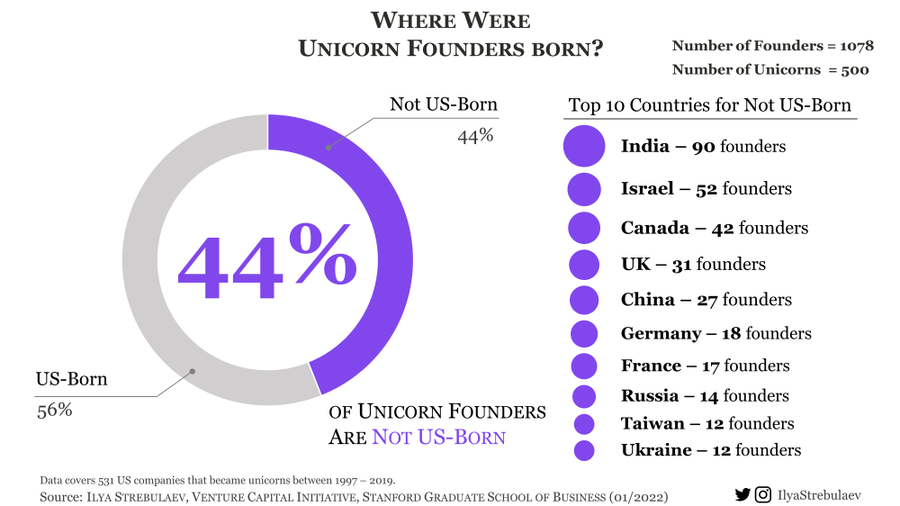 Where Were
Unicorn Founders born?
Number of Founders = 1078
Number of Unicorns = 500
Not US-Born
44%
44%
US-Born
56%
of Unicorn Founders
Are Not US-Born
Top 10 Countries for Not US-Born
India – 90 founders
Israel – 52 founders
Canada – 42 founders
UK – 31 founders
China – 27 founders
Germany – 18 founders
France – 17 founders
Russia – 14 founders
Taiwan – 12 founders
Ukraine – 12 founders
Data covers 531 US companies that became unicorns between 1997 – 2019.
Source: Ilya Strebulaev, Venture Capital Initiative, Stanford Graduate School of Business (01/2022)
IlyaStrebulaev